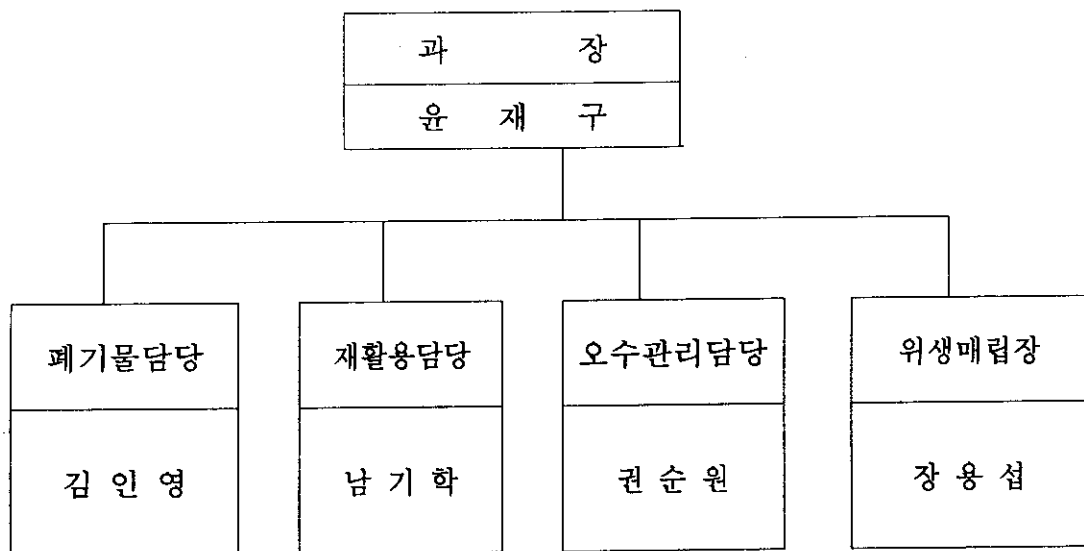 과 장
윤 재 구
폐기물담당 재활용담당 오수관리담당 위생매립장
김 인 영 남 기 학 권 순 원 장 용 섭